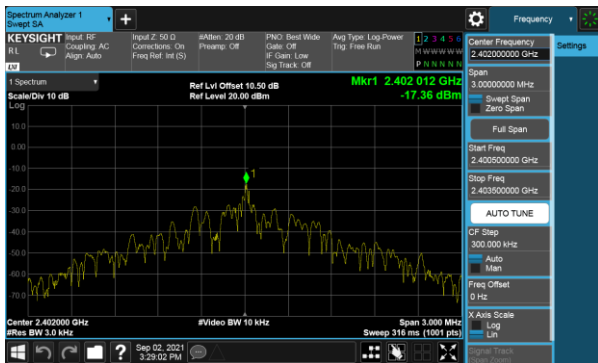 Spectrum Analyzer 1
Swept SA
+
Frequency
KEYSIGHT
RL
LXI
Input: RF
Coupling: AC
Align: Auto
Input Z: 50 Ω
Corrections: On
Freq Ref: Int (S)
#Atten: 20 dB
Preamp: Off
PNO: Best Wide
Gate: Off
IF Gain: Low
Sig Track: Off
Avg Type: Log-Power
Trig: Free Run
1 2 3 4 5 6
M W W W W W
P N N N N N
1 Spectrum
Scale/Div 10 dB
Log
Ref Lvl Offset 10.50 dB
Ref Level 20.00 dBm
Mkr1 2.402 012 GHz
-17.36 dBm
1
10.0
0.00
-10.0
-20.0
-30.0
-40.0
-50.0
-60.0
-70.0
Center 2.402000 GHz
#Res BW 3.0 kHz
#Video BW 10 kHz
Span 3.000 MHz
Sweep 316 ms (1001 pts)
Sep 02, 2021
3:29:02 PM
?
Center Frequency
2.402000000 GHz
Span
3.00000000 MHz
Swept Span
Zero Span
Full Span
Start Freq
2.400500000 GHz
Stop Freq
2.403500000 GHz
AUTO TUNE
CF Step
300.000 kHz
Auto
Man
Freq Offset
0 Hz
X Axis Scale
Log
Lin
Signal Track
(Span Zoom)
Settings